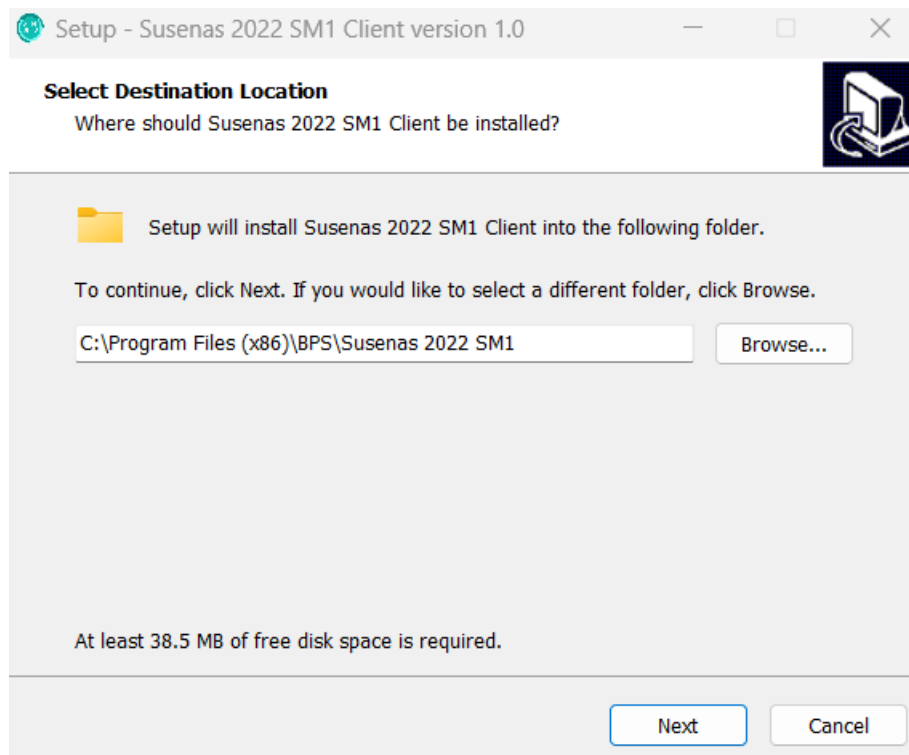 Setup - Susenas 2022 SM1 Client version 1.0
Select Destination Location
Where should Susenas 2022 SM1 Client be installed?
Setup will install Susenas 2022 SM1 Client into the following folder.
To continue, click Next. If you would like to select a different folder, click Browse.
C:\Program Files (x86)\BPS\Susenas 2022 SM1
Browse...
At least 38.5 MB of free disk space is required.
Next
Cancel